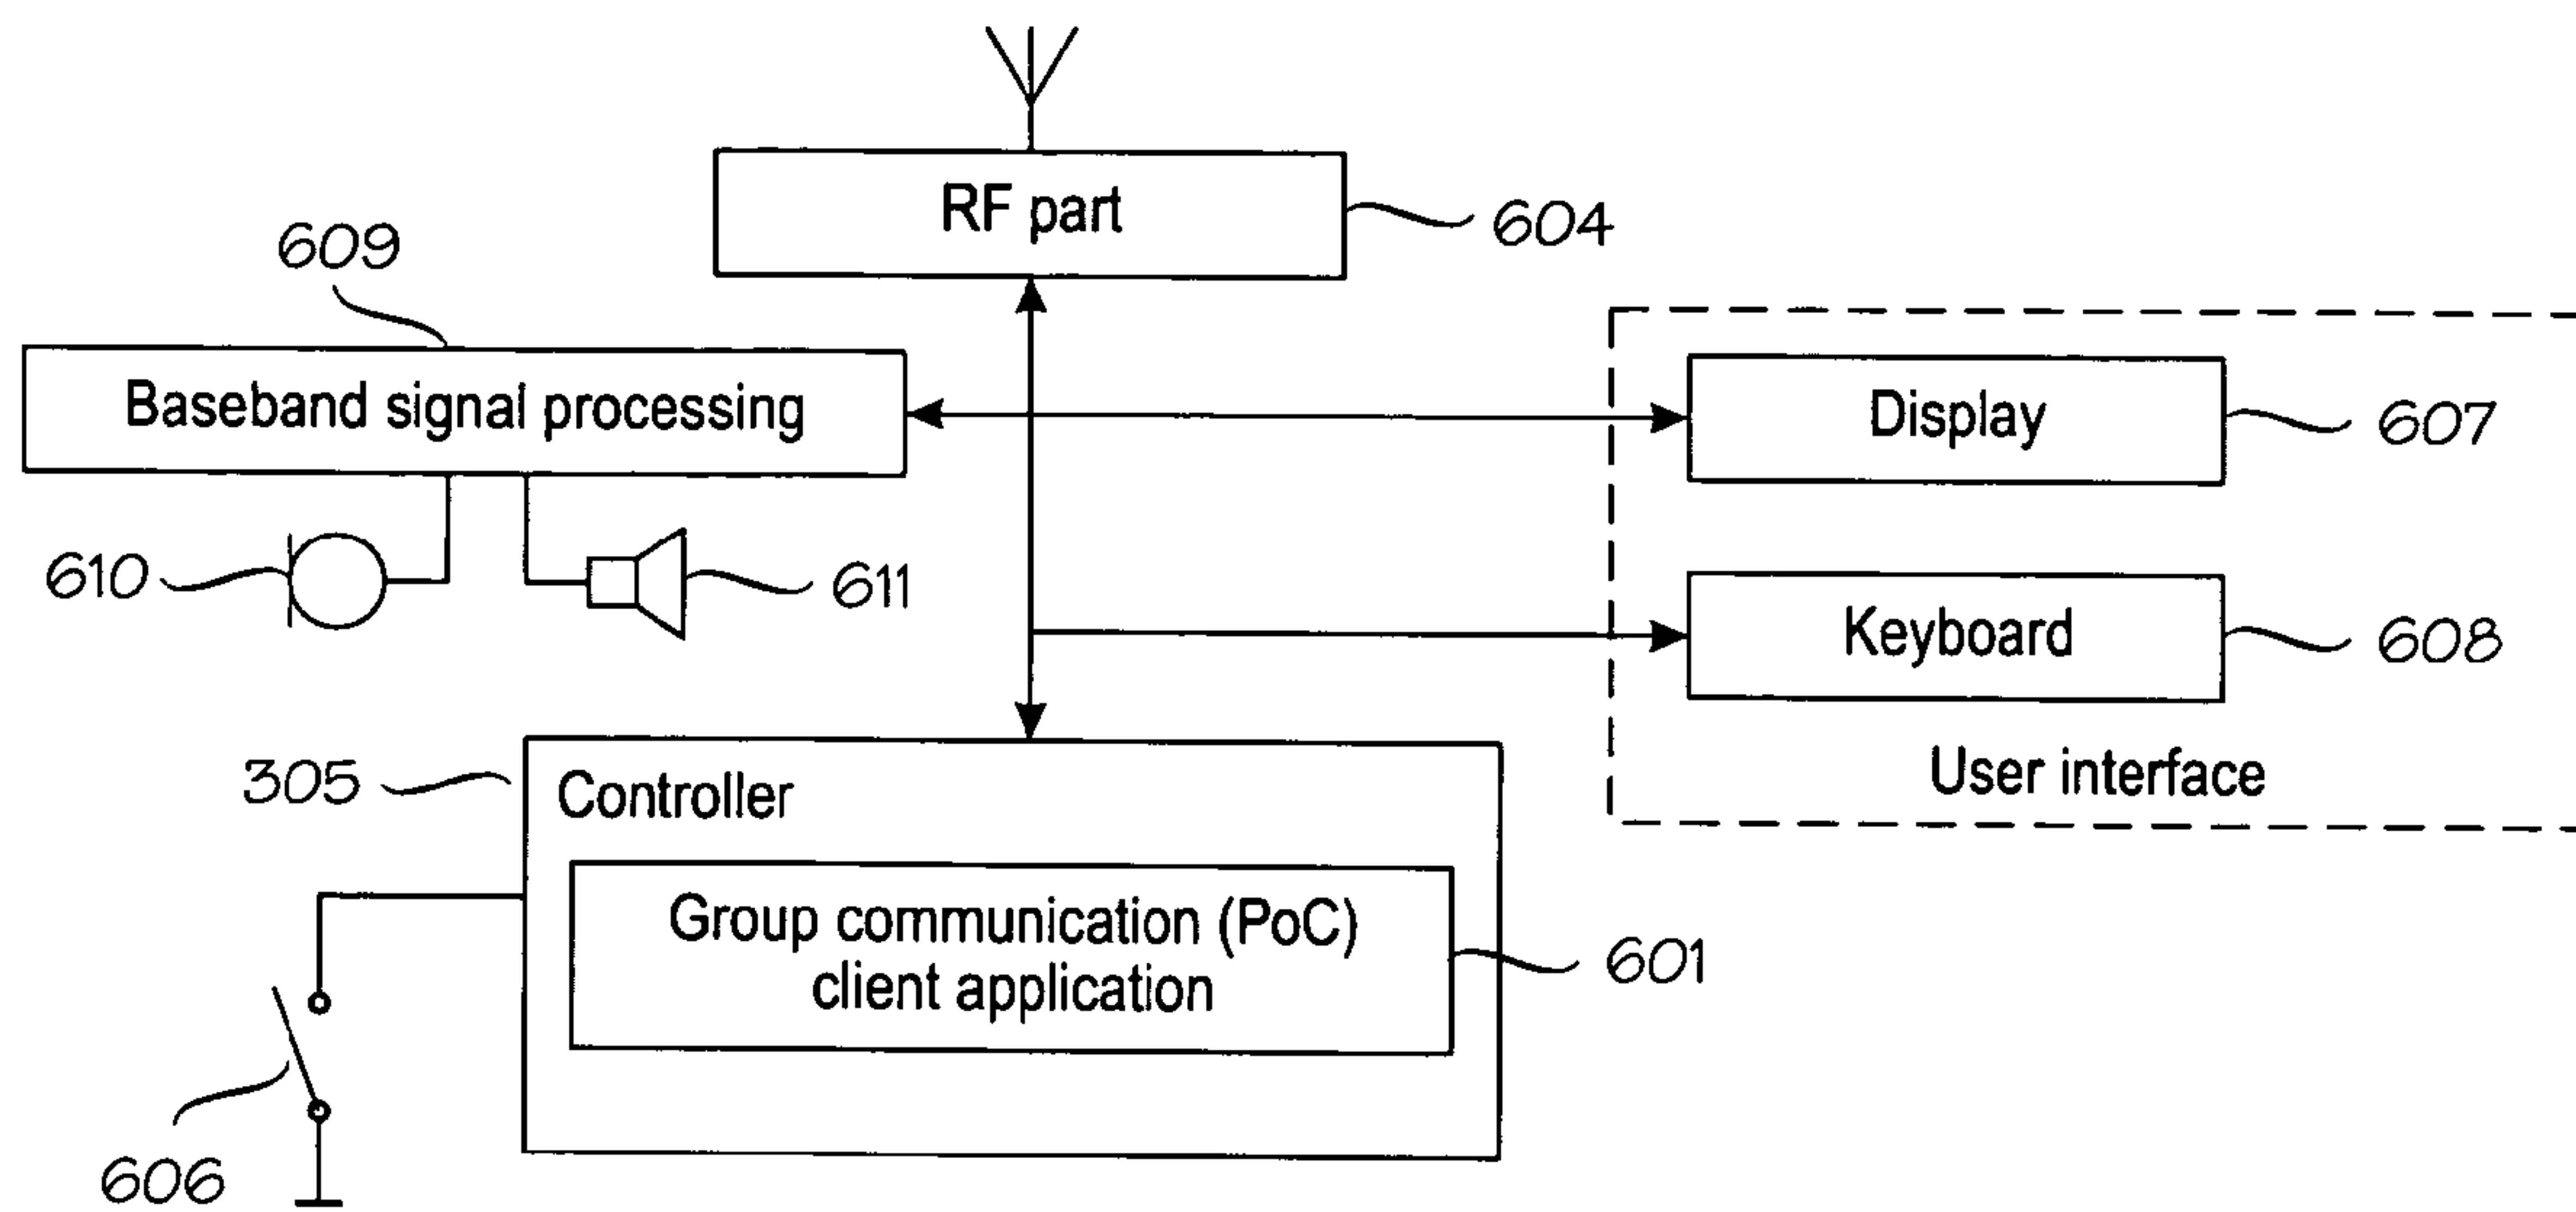 RF part
604
609
Baseband signal processing
Display
607
610
611
Keyboard
608
User interface
305
Controller
Group communication (PoC)
client application
601
606